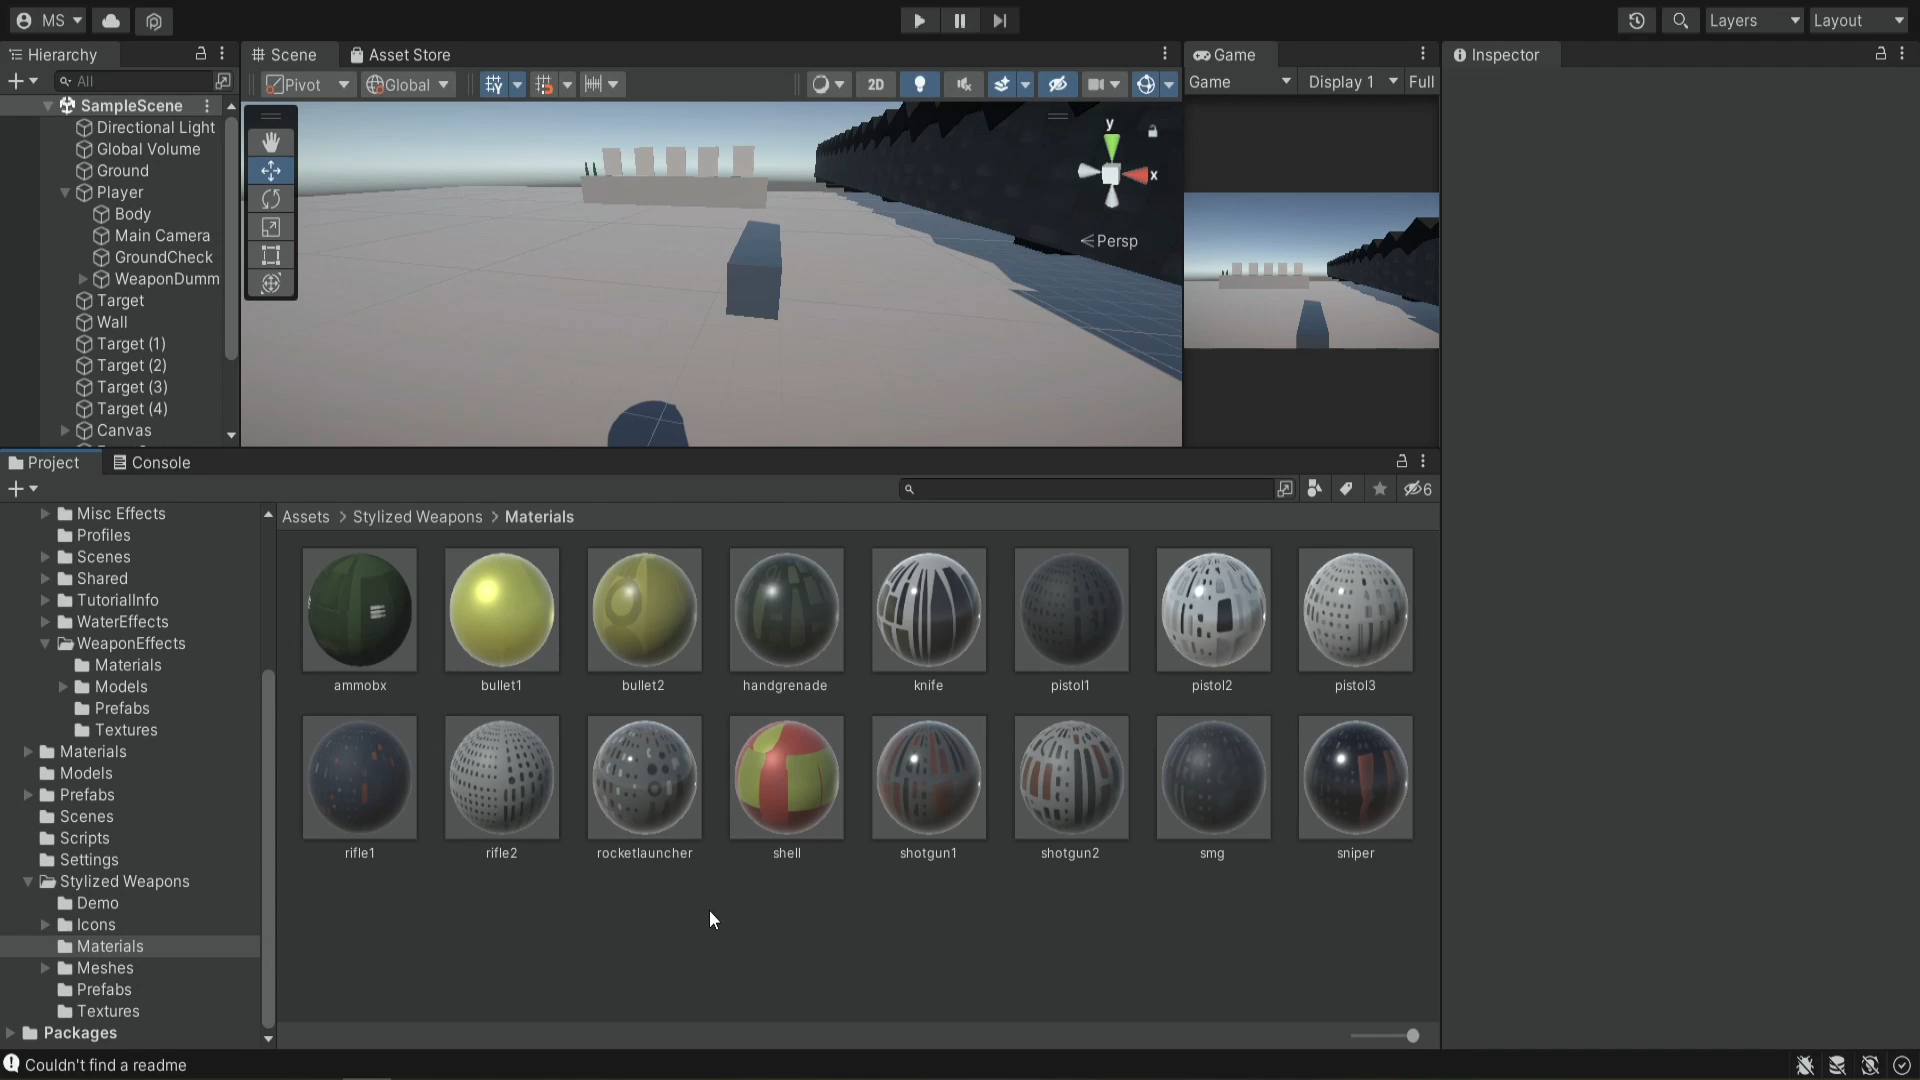 MS
Layers
Layout
Hierarchy
All
SampleScene
Directional Light
Global Volume
Ground
Player
Body
Main Camera
GroundCheck
WeaponDumm
Target
Wall
Target (1)
Target (2)
Target (3)
Target (4)
Canvas
Scene
Asset Store
Pivot
Global
2D
y
x
Persp
Game
Game
Display 1
Full
Inspector
Project
Console
6
Misc Effects
Profiles
Scenes
Shared
TutorialInfo
WaterEffects
WeaponEffects
Materials
Models
Prefabs
Textures
Materials
Models
Prefabs
Scenes
Scripts
Settings
Stylized Weapons
Demo
Icons
Materials
Meshes
Prefabs
Textures
Packages
Assets > Stylized Weapons > Materials
ammobx
bullet1
bullet2
handgrenade
knife
pistol1
pistol2
pistol3
rifle1
rifle2
rocketlauncher
shell
shotgun1
shotgun2
smg
sniper
Couldn't find a readme